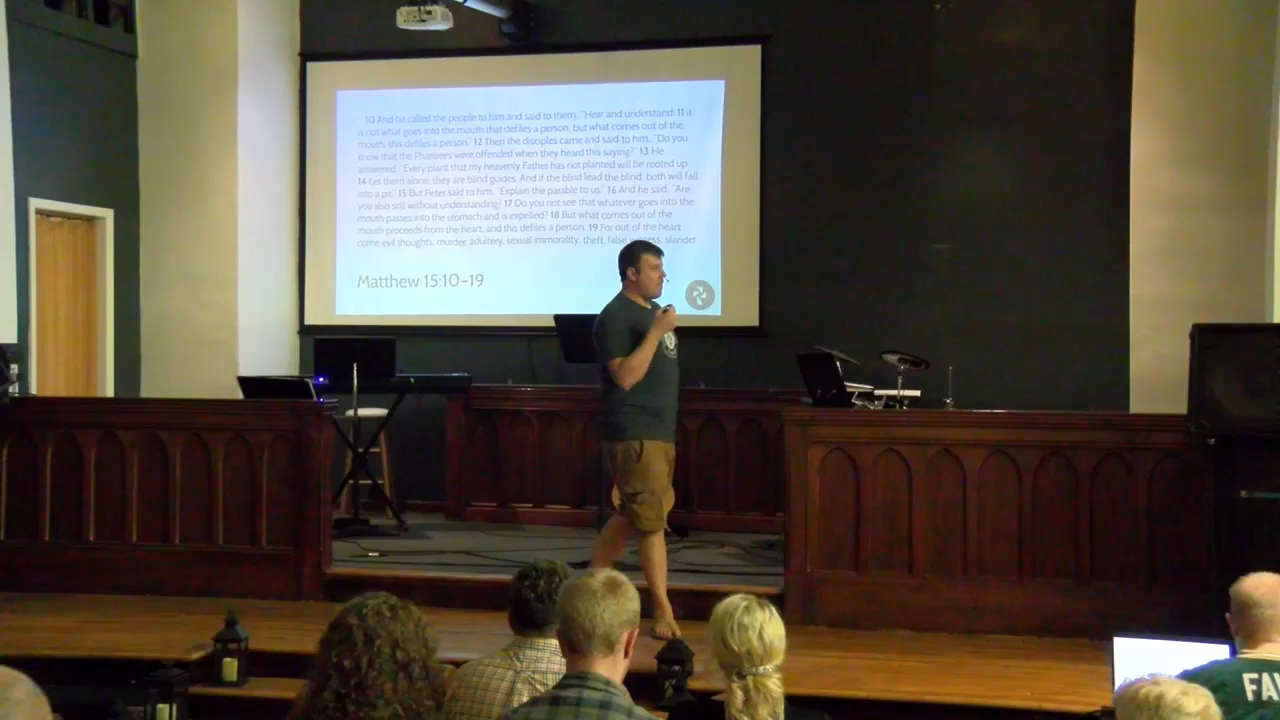 10 And he called the people to him and said to them, "Hear and understand: 11 it
is not what goes into the mouth that defiles a person, but what comes out of the
mouth; this defiles a person." 12 Then the disciples came and said to him, "Do you
know that the Pharisees were offended when they heard this saying?" 13 He
answered, "Every plant that my heavenly Father has not planted will be rooted up.
14 Let them alone; they are blind guides. And if the blind lead the blind, both will fall
into a pit." 15 But Peter said to him, "Explain the parable to us." 16 And he said, "Are
you also still without understanding? 17 Do you not see that whatever goes into the
mouth passes into the stomach and is expelled? 18 But what comes out of the
mouth proceeds from the heart, and this defiles a person. 19 For out of the heart
come evil thoughts, murder, adultery, sexual immorality, theft, false witness, slander
Matthew 15:10-19